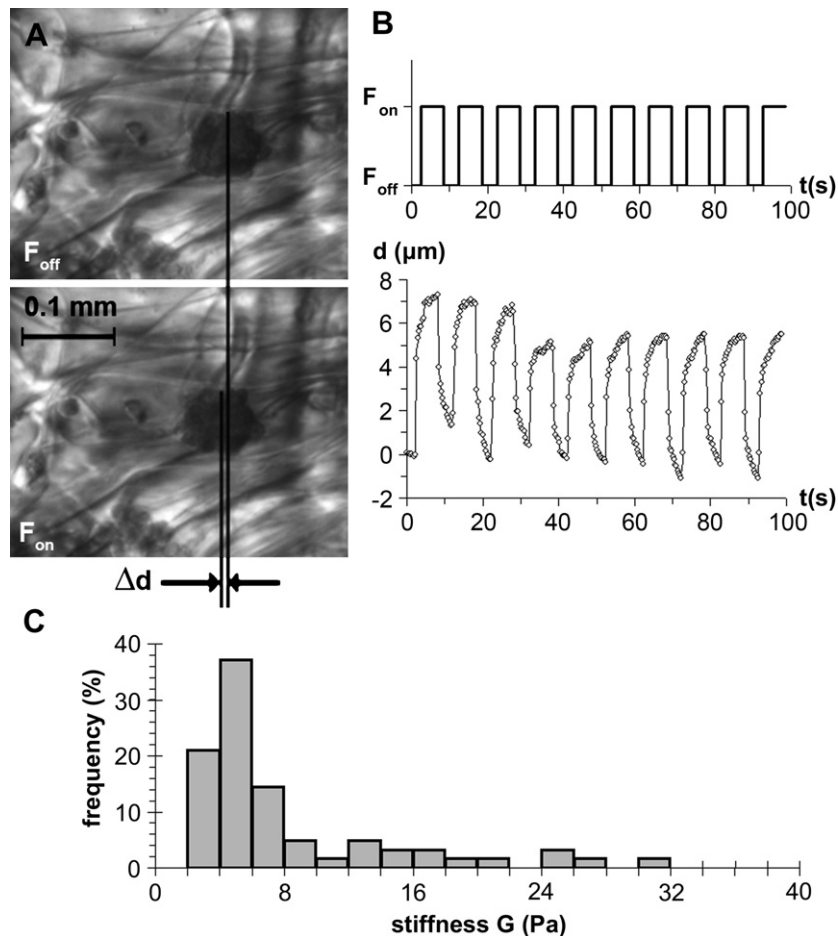 A
F off
0.1 mm
F on
Δd
B
F on
F off
t(s)
0 20 40 60 80 100
d (μm)
8
6
4
2
0
-2
0 20 40 60 80 100
t(s)
C
frequency (%)
40
30
20
10
0
0 8 16 24 32 40
stiffness G (Pa)